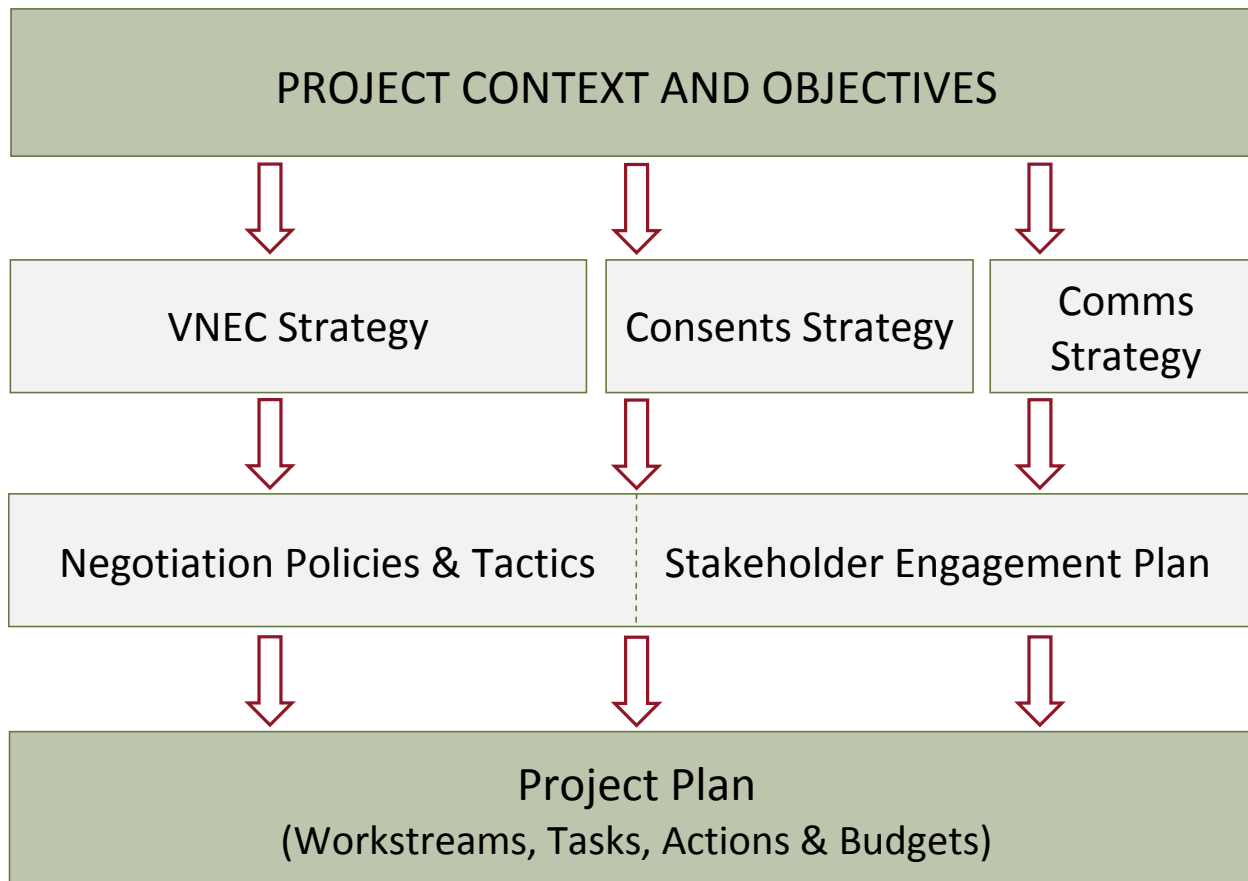 PROJECT CONTEXT AND OBJECTIVES
VNEC Strategy
Consents Strategy
Comms
Strategy
Negotiation Policies & Tactics
Stakeholder Engagement Plan
Project Plan
(Workstreams, Tasks, Actions & Budgets)